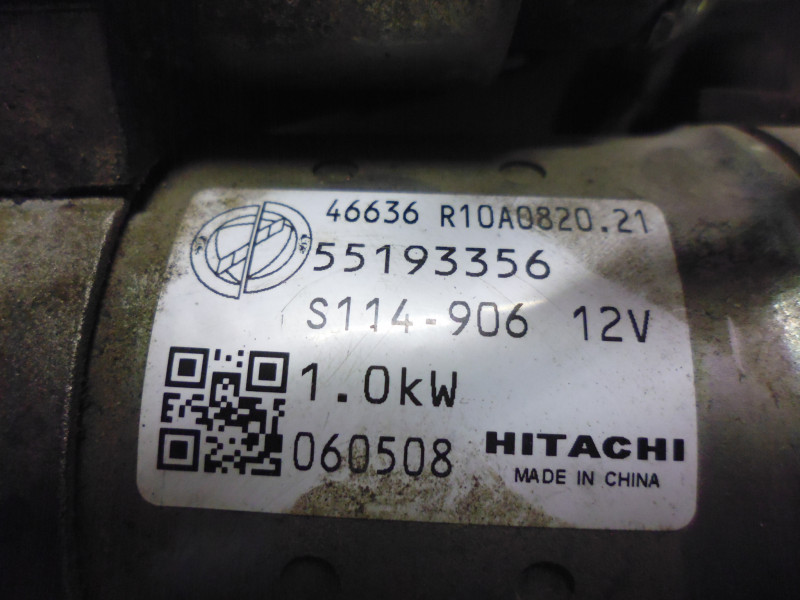 46636 R10A0820.21
55193356
S114-906 12V
1.0kW
060508 HITACHI
MADE IN CHINA